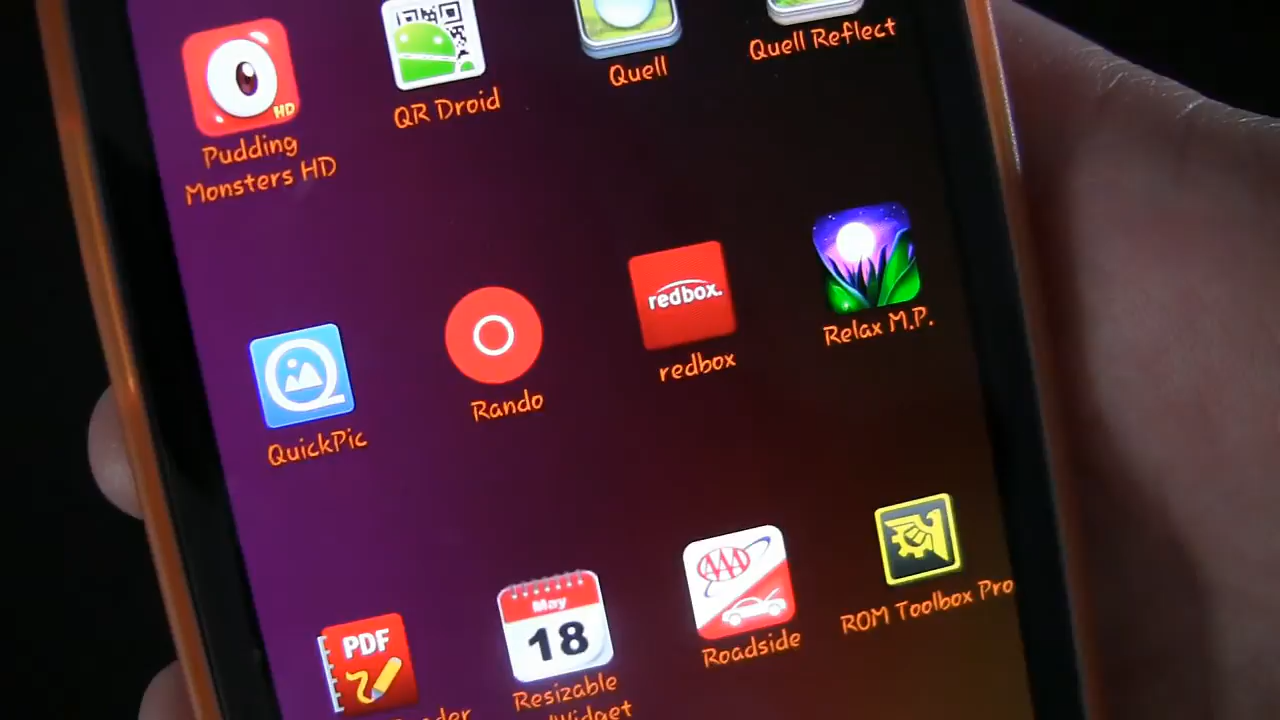 HD
Pudding
Monsters HD
QR Droid
Quell
Quell Reflect
QuickPic
Rando
redbox.
redbox
Relax M.P.
PDF
May
18
Resizable
Widget
AAA
Roadside
ROM Toolbox Pro